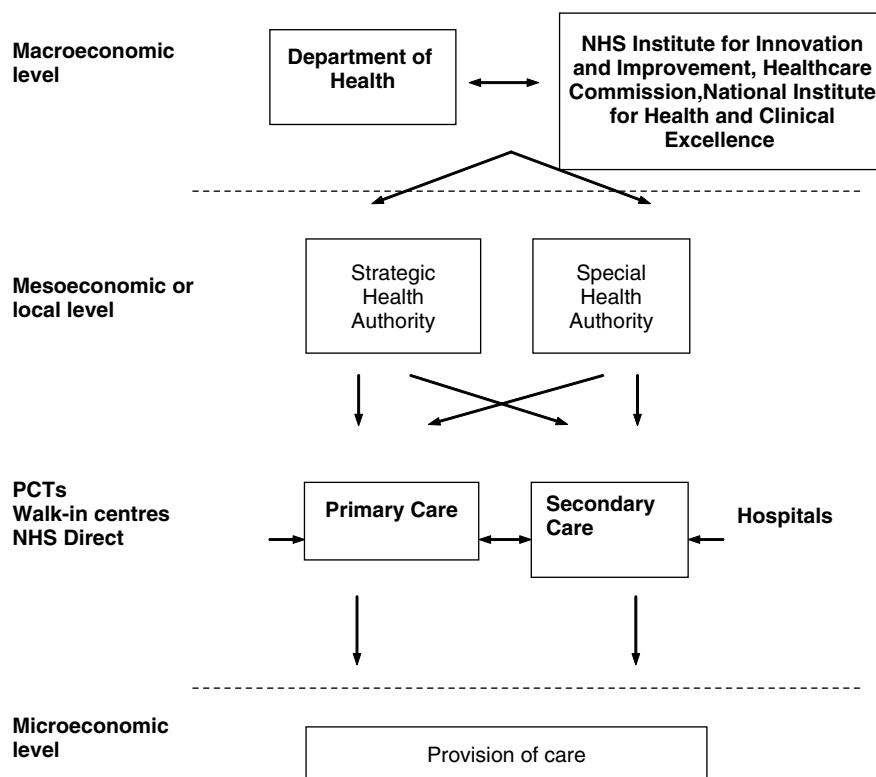 Macroeconomic
level
Department of
Health
NHS Institute for Innovation
and Improvement, Healthcare
Commission,National Institute
for Health and Clinical
Excellence
Mesoeconomic or
local level
Strategic
Health
Authority
Special
Health
Authority
PCTs
Walk-in centres
NHS Direct
Primary Care
Secondary
Care
Hospitals
Microeconomic
level
Provision of care